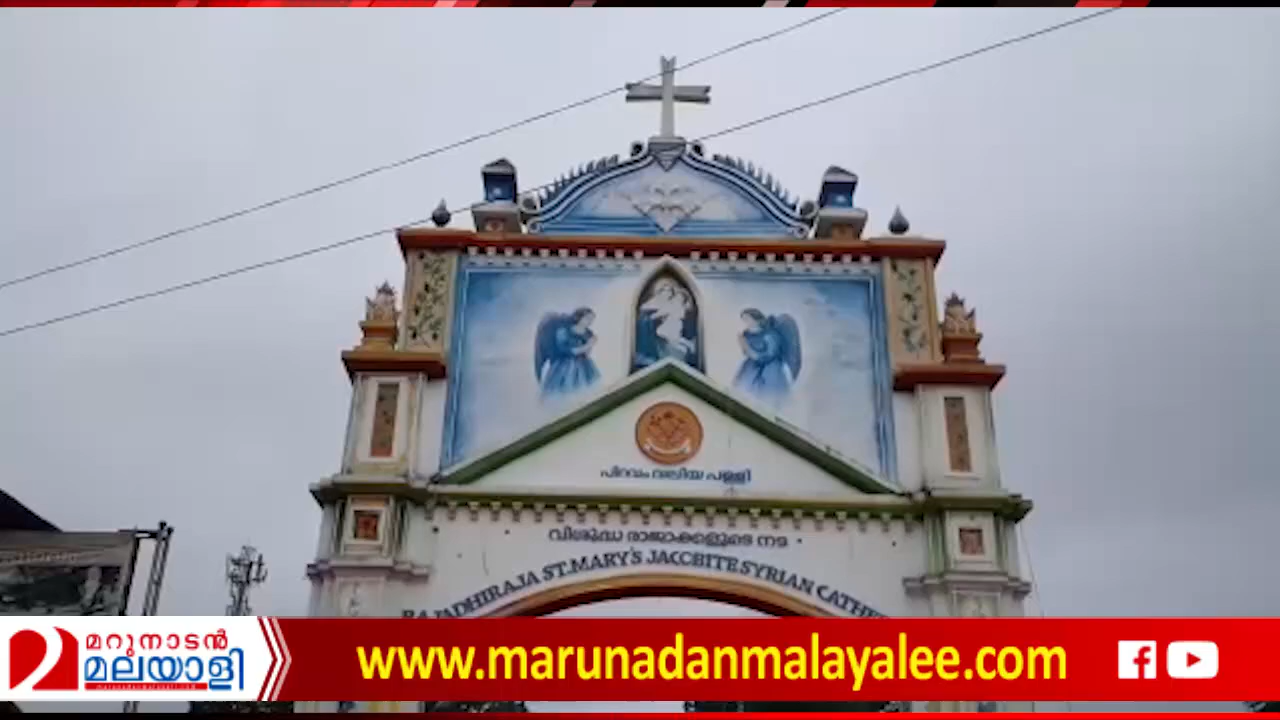 പിറവം വലിയ പള്ളി
വിശുദ്ധ രാജാക്കളുടെ നട
RAJADHIRAJA ST.MARY'S JACOBITE SYRIAN CATHE
മറുനാടൻ
മലയാളി
www.marunadanmalayalee.com